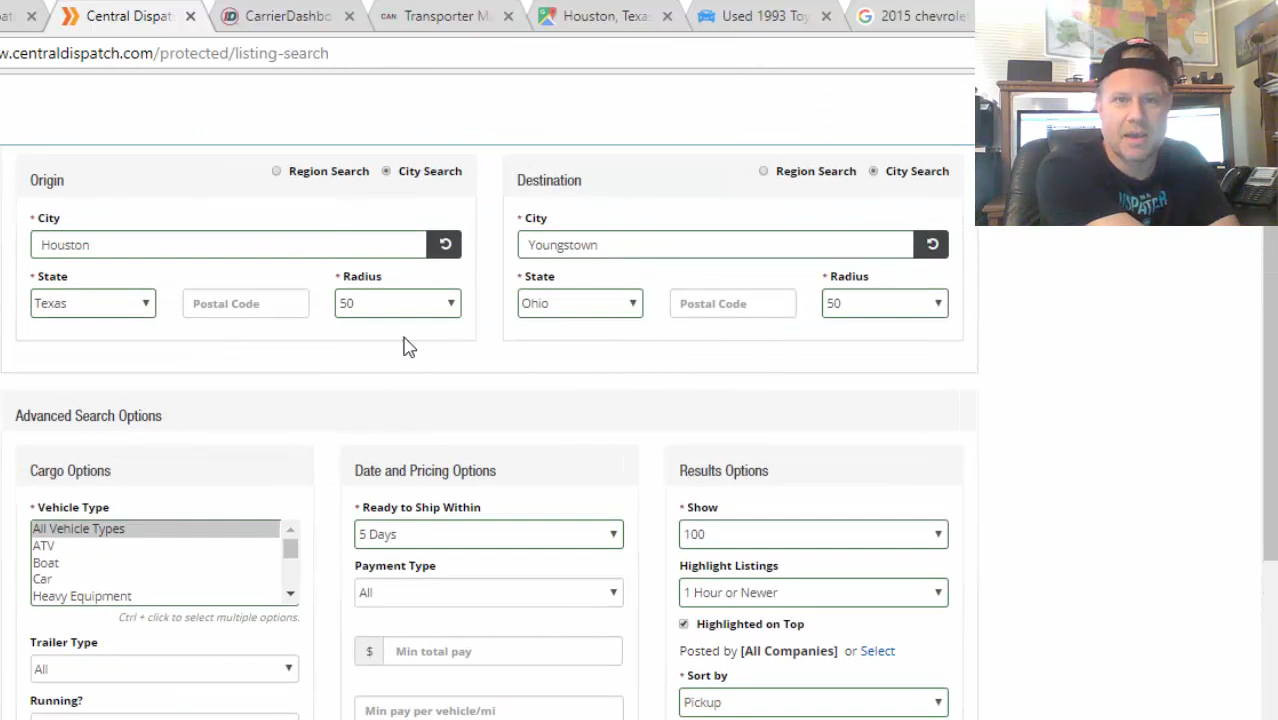 Central Dispat
CarrierDashbo
CAN Transporter M
Houston, Texa
Used 1993 Toy
2015 chevrole
w.centraldispatch.com/protected/listing-search
Origin
Region Search
City Search
* City
Houston
* State
* Radius
Texas
Postal Code
50
Destination
Region Search
City Search
* City
Youngstown
* State
* Radius
Ohio
Postal Code
50
Advanced Search Options
Cargo Options
* Vehicle Type
All Vehicle Types
ATV
Boat
Car
Heavy Equipment
Ctrl + click to select multiple options.
Trailer Type
All
Running?
Date and Pricing Options
* Ready to Ship Within
5 Days
Payment Type
All
$ Min total pay
Min pay per vehicle/mi
Results Options
* Show
100
Highlight Listings
1 Hour or Newer
Highlighted on Top
Posted by [All Companies] or Select
* Sort by
Pickup
DISPATCH